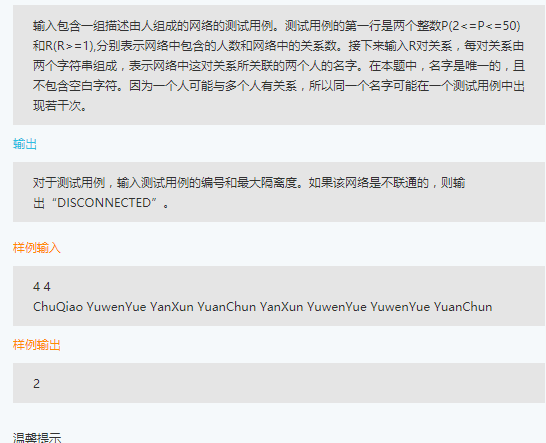 输入包含一组描述由人组成的网络的测试用例。测试用例的第一行是两个整数P(2<=P<=50)
和R(R>=1),分别表示网络中包含的人数和网络中的关系数。接下来输入R对关系，每对关系由
两个字符串组成，表示网络中这对关系所关联的两个人的名字。在本题中，名字是唯一的，且
不包含空白字符。因为一个人可能与多个人有关系，所以同一个名字可能在一个测试用例中出
现若干次。
输出
对于测试用例，输入测试用例的编号和最大隔离度。如果该网络是不联通的，则输
出“DISCONNECTED”。
样例输入
4 4
ChuQiao YuwenYue YanXun YuanChun YanXun YuwenYue YuwenYue YuanChun
样例输出
2
温馨提示